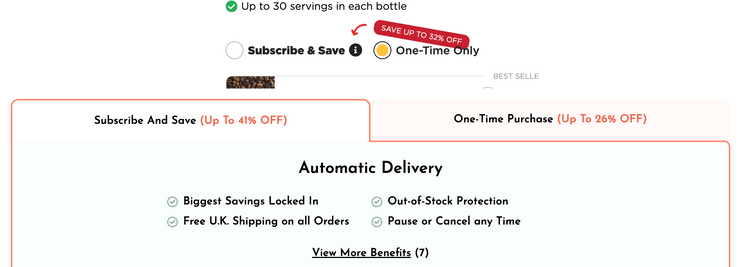 Up to 30 servings in each bottle
SAVE UP TO 32% OFF
Subscribe & Save
One-Time Only
BEST SELLE
Subscribe And Save (Up To 41% OFF)
One-Time Purchase (Up To 26% OFF)
Automatic Delivery
Biggest Savings Locked In
Out-of-Stock Protection
Free U.K. Shipping on all Orders
Pause or Cancel any Time
View More Benefits (7)